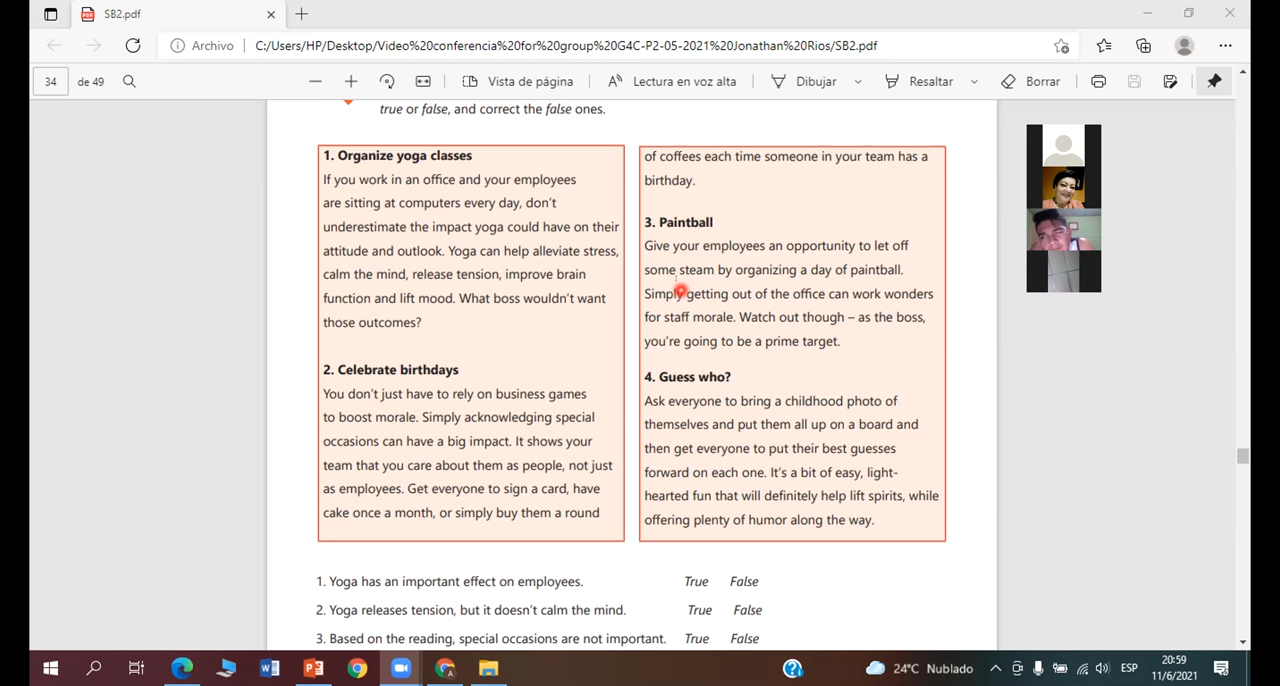 SB2.pdf
Archivo
C:/Users/HP/Desktop/Video%20conferencia%20for%20group%20G4C-P2-05-2021%20Jonathan%20Rios/SB2.pdf
34
de 49
Vista de página
Lectura en voz alta
Dibujar
Resaltar
Borrar
true or false, and correct the false ones.
1. Organize yoga classes
If you work in an office and your employees
are sitting at computers every day, don't
underestimate the impact yoga could have on their
attitude and outlook. Yoga can help alleviate stress,
calm the mind, release tension, improve brain
function and lift mood. What boss wouldn't want
those outcomes?
2. Celebrate birthdays
You don't just have to rely on business games
to boost morale. Simply acknowledging special
occasions can have a big impact. It shows your
team that you care about them as people, not just
as employees. Get everyone to sign a card, have
cake once a month, or simply buy them a round
of coffees each time someone in your team has a
birthday.
3. Paintball
Give your employees an opportunity to let off
some steam by organizing a day of paintball.
Simply getting out of the office can work wonders
for staff morale. Watch out though – as the boss,
you're going to be a prime target.
4. Guess who?
Ask everyone to bring a childhood photo of
themselves and put them all up on a board and
then get everyone to put their best guesses
forward on each one. It's a bit of easy, light-
hearted fun that will definitely help lift spirits, while
offering plenty of humor along the way.
1. Yoga has an important effect on employees. True False
2. Yoga releases tension, but it doesn't calm the mind. True False
3. Based on the reading, special occasions are not important. True False
24°C Nublado
ESP
20:59
11/6/2021